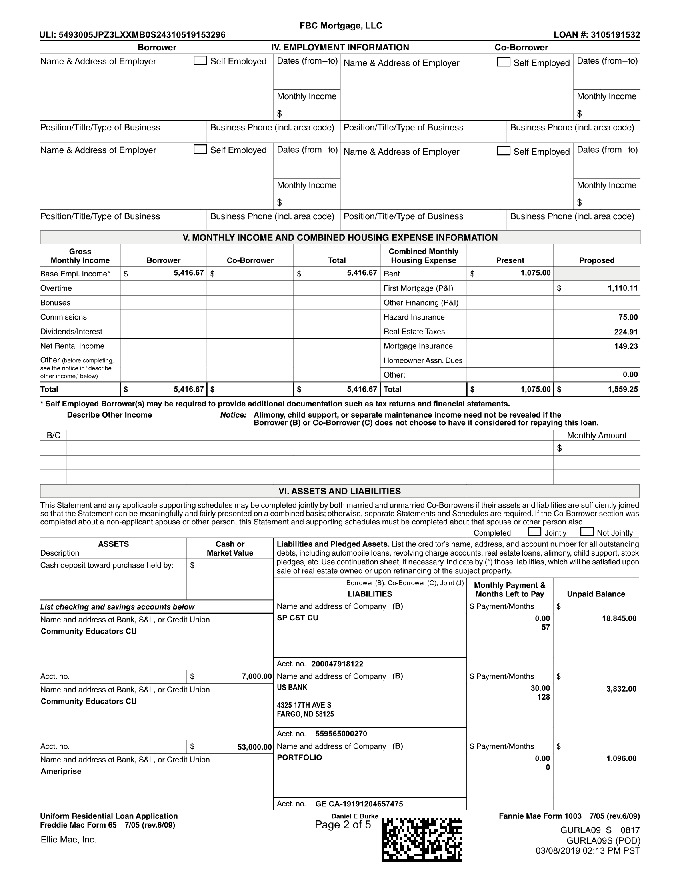 FBC Mortgage, LLC
ULI: 5493005JPZ3LXXMB0S24310519153296 LOAN #: 3105191532
Borrower IV. EMPLOYMENT INFORMATION Co-Borrower
Name & Address of Employer Self Employed Dates (from–to) Name & Address of Employer Self Employed Dates (from–to)
Monthly Income Monthly Income
$ $
Position/Title/Type of Business Business Phone (incl. area code) Position/Title/Type of Business Business Phone (incl. area code)
Name & Address of Employer Self Employed Dates (from–to) Name & Address of Employer Self Employed Dates (from–to)
Monthly Income Monthly Income
$ $
Position/Title/Type of Business Business Phone (incl. area code) Position/Title/Type of Business Business Phone (incl. area code)
V. MONTHLY INCOME AND COMBINED HOUSING EXPENSE INFORMATION
Gross Monthly Income Borrower Co-Borrower Total Combined Monthly Housing Expense Present Proposed
Base Empl. Income* $ 5,416.67 $ $ 5,416.67 Rent $ 1,075.00
Overtime First Mortgage (P&I) $ 1,110.11
Bonuses Other Financing (P&I)
Commissions Hazard Insurance 75.00
Dividends/Interest Real Estate Taxes 224.91
Net Rental Income Mortgage Insurance 149.23
Other (before completing, Homeowner Assn. Dues
see the notice in "describe
other income," below) Other: 0.00
Total $ 5,416.67 $ $ 5,416.67 Total $ 1,075.00 $ 1,559.25
* Self Employed Borrower(s) may be required to provide additional documentation such as tax returns and financial statements.
Describe Other Income Notice: Alimony, child support, or separate maintenance income need not be revealed if the
Borrower (B) or Co-Borrower (C) does not choose to have it considered for repaying this loan.
B/C Monthly Amount
$
VI. ASSETS AND LIABILITIES
This Statement and any applicable supporting schedules may be completed jointly by both married and unmarried Co-Borrowers if their assets and liabilities are sufficiently joined
so that the Statement can be meaningfully and fairly presented on a combined basis; otherwise, separate Statements and Schedules are required. If the Co-Borrower section was
completed about a non-applicant spouse or other person, this Statement and supporting schedules must be completed about that spouse or other person also.
Completed Jointly Not Jointly
ASSETS Cash or Market Value
Description
Cash deposit toward purchase held by: $
Liabilities and Pledged Assets. List the creditor's name, address, and account number for all outstanding
debts, including automobile loans, revolving charge accounts, real estate loans, alimony, child support, stock
pledges, etc. Use continuation sheet, if necessary. Indicate by (*) those liabilities, which will be satisfied upon
sale of real estate owned or upon refinancing of the subject property.
Borrower (B), Co-Borrower (C), Joint (J)
LIABILITIES Monthly Payment & Months Left to Pay Unpaid Balance
List checking and savings accounts below Name and address of Company (B) $ Payment/Months $
Name and address of Bank, S&L, or Credit Union SP CST CU 0.00 18,845.00
Community Educators CU 57
Acct. no. 200047918122
Acct. no. $ 7,000.00 Name and address of Company (B) $ Payment/Months $
Name and address of Bank, S&L, or Credit Union US BANK 30.00 3,832.00
Community Educators CU 128
4325 17TH AVE S
FARGO, ND 58125
Acct. no. 559565000270
Acct. no. $ 53,000.00 Name and address of Company (B) $ Payment/Months $
Name and address of Bank, S&L, or Credit Union PORTFOLIO 0.00 1,096.00
Ameriprise 0
Acct. no. GE CA-19191204657475
Uniform Residential Loan Application Daniel E Burke Fannie Mae Form 1003 7/05 (rev.6/09)
Freddie Mac Form 65 7/05 (rev.6/09) Page 2 of 5
GURLA09 S 0817
Ellie Mae, Inc. GURLA09S (POD)
03/08/2019 02:13 PM PST